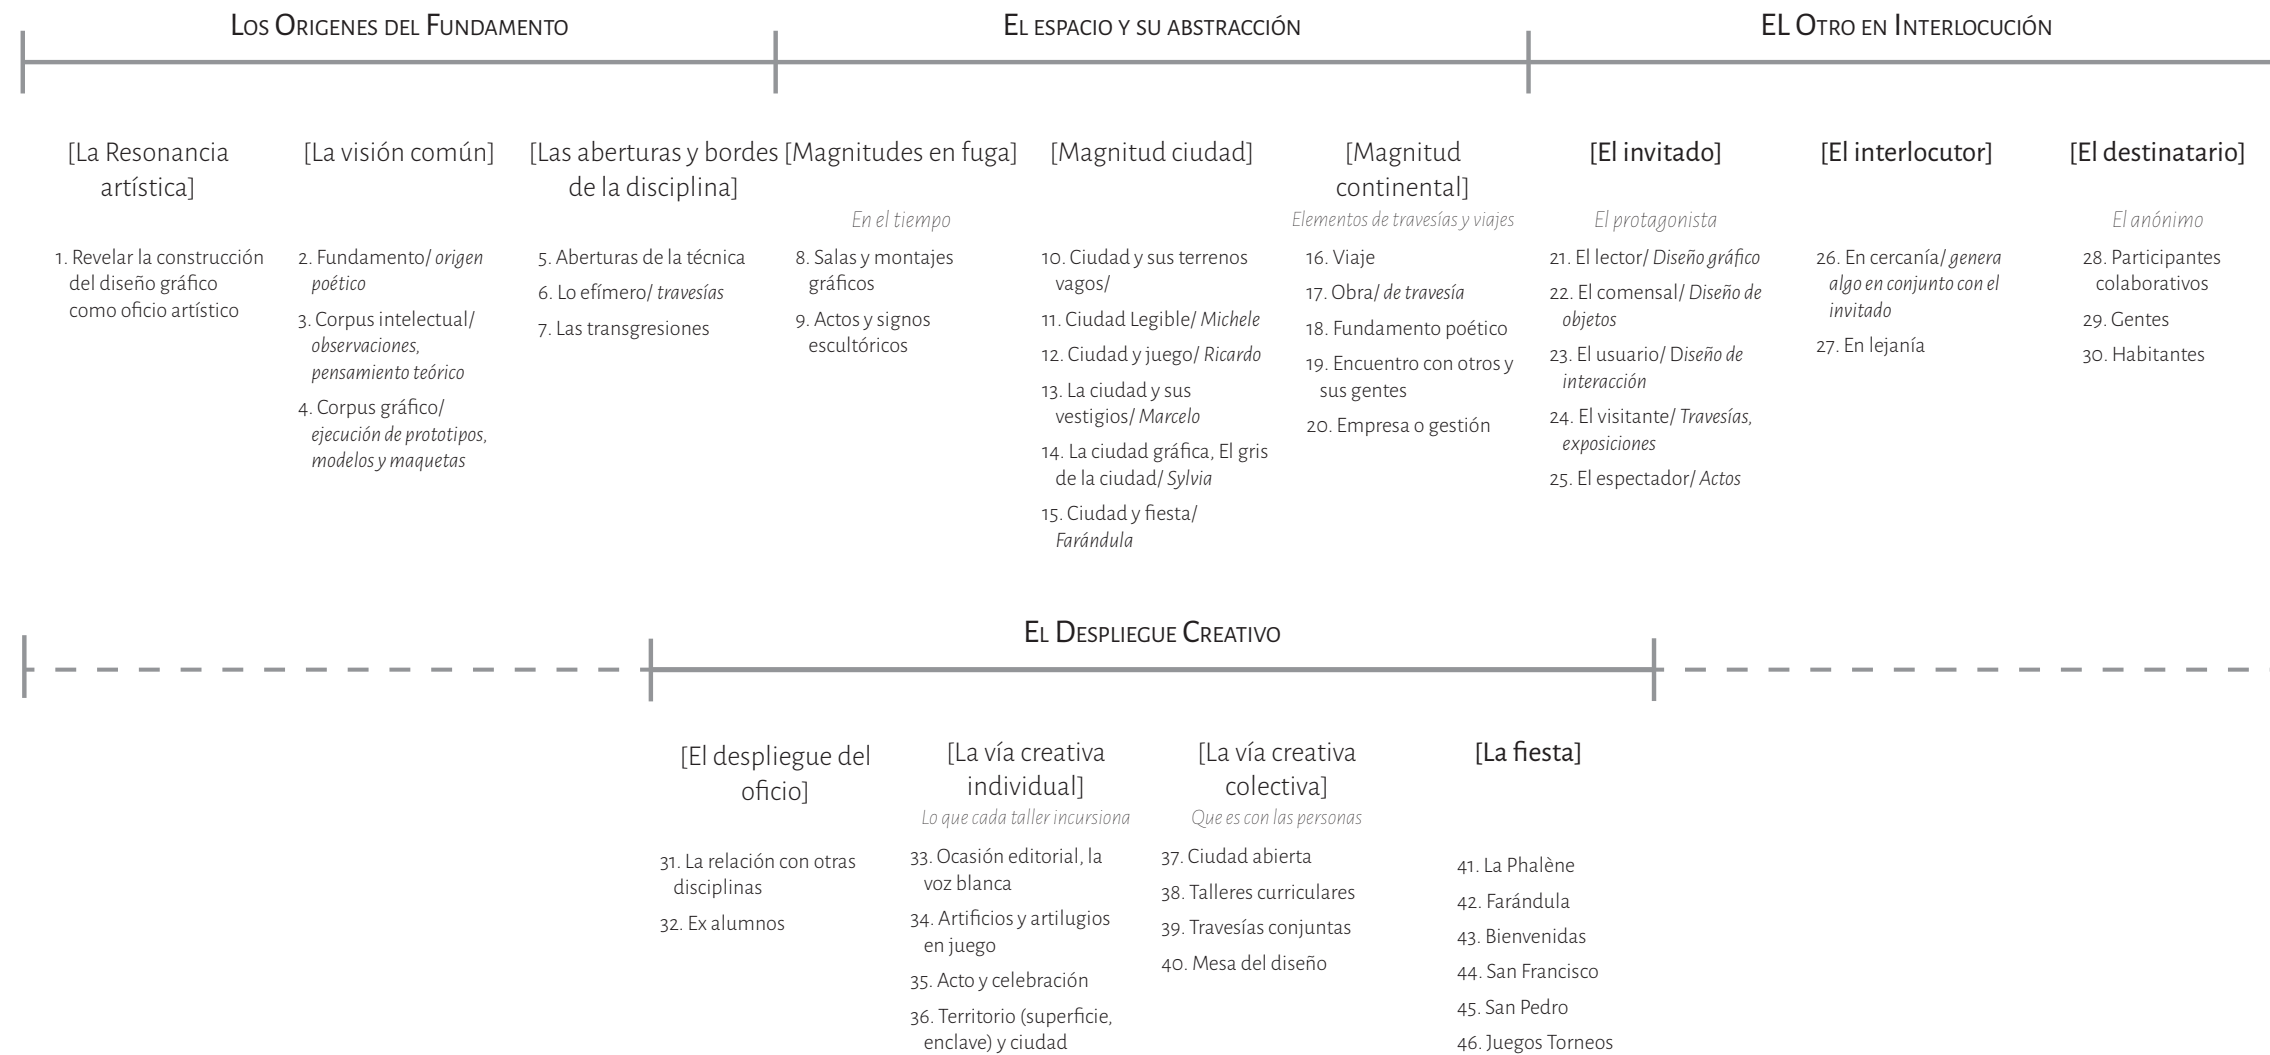 Los Origenes del Fundamento
El espacio y su abstracción
EL Otro en Interlocución
[La Resonancia
artística]
1. Revelar la construcción
del diseño gráfico
como oficio artístico
[La visión común]
2. Fundamento/ origen
poético
3. Corpus intelectual/
observaciones,
pensamiento teórico
4. Corpus gráfico/
ejecución de prototipos,
modelos y maquetas
[Las aberturas y bordes
de la disciplina]
5. Aberturas de la técnica
6. Lo efímero/ travesías
7. Las transgresiones
[Magnitudes en fuga]
En el tiempo
8. Salas y montajes
gráficos
9. Actos y signos
escultóricos
[Magnitud ciudad]
10. Ciudad y sus terrenos
vagos/
11. Ciudad Legible/ Michele
12. Ciudad y juego/ Ricardo
13. La ciudad y sus
vestigios/ Marcelo
14. La ciudad gráfica, El gris
de la ciudad/ Sylvia
15. Ciudad y fiesta/
Farándula
[Magnitud
continental]
Elementos de travesías y viajes
16. Viaje
17. Obra/ de travesía
18. Fundamento poético
19. Encuentro con otros y
sus gentes
20. Empresa o gestión
[El invitado]
El protagonista
21. El lector/ Diseño gráfico
22. El comensal/ Diseño de
objetos
23. El usuario/ Diseño de
interacción
24. El visitante/ Travesías,
exposiciones
25. El espectador/ Actos
[El interlocutor]
26. En cercanía/ genera
algo en conjunto con el
invitado
27. En lejanía
[El destinatario]
El anónimo
28. Participantes
colaborativos
29. Gentes
30. Habitantes
El Despliegue Creativo
[El despliegue del
oficio]
31. La relación con otras
disciplinas
32. Ex alumnos
[La vía creativa
individual]
Lo que cada taller incursiona
33. Ocasión editorial, la
voz blanca
34. Artificios y artilugios
en juego
35. Acto y celebración
36. Territorio (superficie,
enclave) y ciudad
[La vía creativa
colectiva]
Que es con las personas
37. Ciudad abierta
38. Talleres curriculares
39. Travesías conjuntas
40. Mesa del diseño
[La fiesta]
41. La Phalène
42. Farándula
43. Bienvenidas
44. San Francisco
45. San Pedro
46. Juegos Torneos